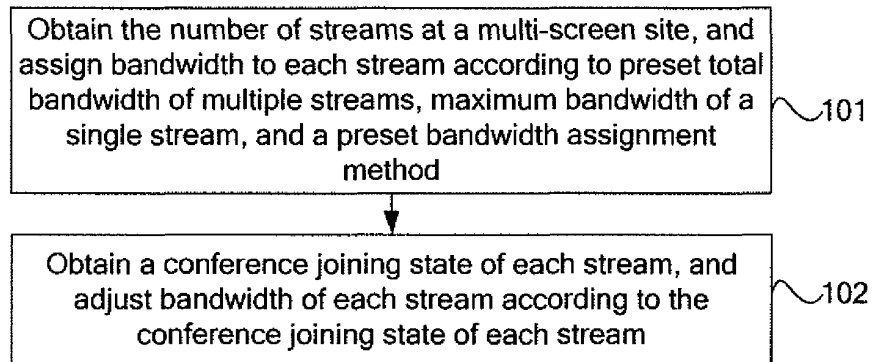 Obtain the number of streams at a multi-screen site, and
assign bandwidth to each stream according to preset total
bandwidth of multiple streams, maximum bandwidth of a
single stream, and a preset bandwidth assignment
method
101
Obtain a conference joining state of each stream, and
adjust bandwidth of each stream according to the
conference joining state of each stream
102